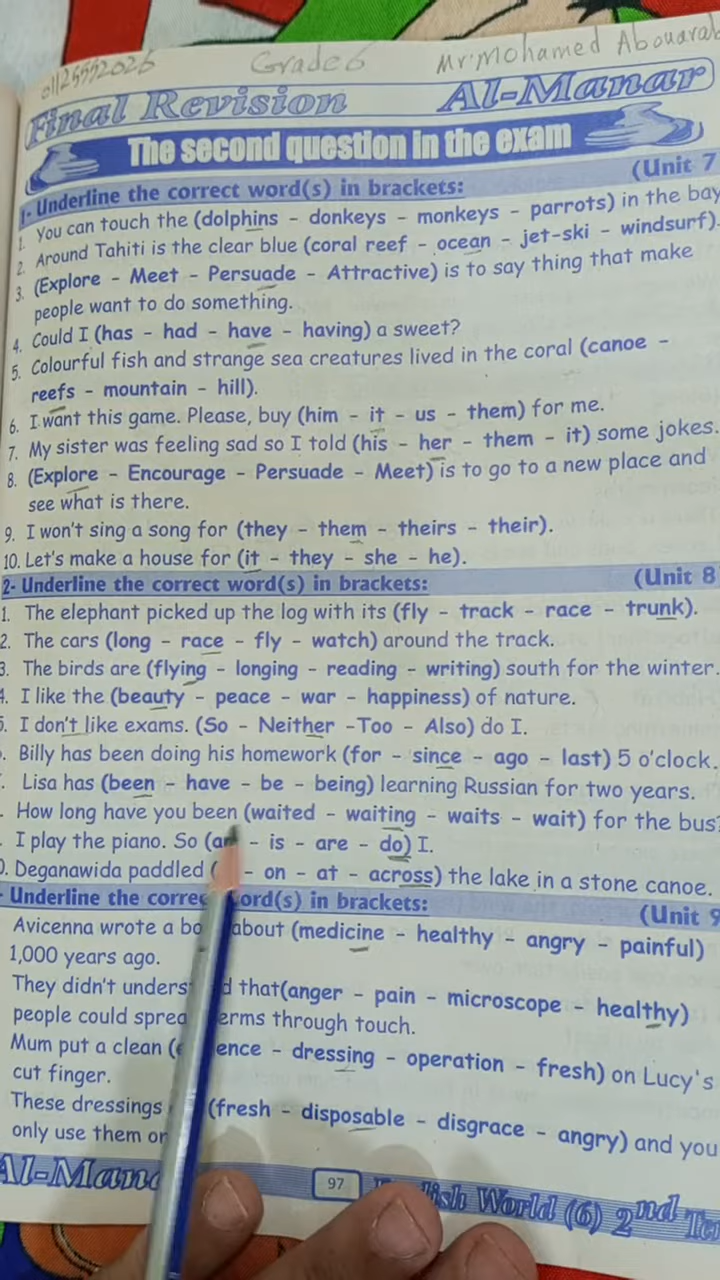 01125552026 Grade6 Mr.Mohamed Abouarab
Final Revision Al-Manar
The second question in the exam
1- Underline the correct word(s) in brackets: (Unit 7
1. You can touch the (dolphins - donkeys - monkeys - parrots) in the bay
2. Around Tahiti is the clear blue (coral reef - ocean - jet-ski - windsurf).
3. (Explore - Meet - Persuade - Attractive) is to say thing that make
people want to do something.
4. Could I (has - had - have - having) a sweet?
5. Colourful fish and strange sea creatures lived in the coral (canoe -
reefs - mountain - hill).
6. I want this game. Please, buy (him - it - us - them) for me.
7. My sister was feeling sad so I told (his - her - them - it) some jokes.
8. (Explore - Encourage - Persuade - Meet) is to go to a new place and
see what is there.
9. I won't sing a song for (they - them - theirs - their).
10. Let's make a house for (it - they - she - he).
2- Underline the correct word(s) in brackets: (Unit 8
1. The elephant picked up the log with its (fly - track - race - trunk).
2. The cars (long - race - fly - watch) around the track.
3. The birds are (flying - longing - reading - writing) south for the winter.
4. I like the (beauty - peace - war - happiness) of nature.
5. I don't like exams. (So - Neither -Too - Also) do I.
. Billy has been doing his homework (for - since - ago - last) 5 o'clock.
. Lisa has (been - have - be - being) learning Russian for two years.
. How long have you been (waited - waiting - waits - wait) for the bus?
. I play the piano. So ( - is - are - do) I.
0. Deganawida paddled ( - on - at - across) the lake in a stone canoe.
- Underline the correc ord(s) in brackets: (Unit 9
Avicenna wrote a bo about (medicine - healthy - angry - painful)
1,000 years ago.
They didn't unders d that(anger - pain - microscope - healthy)
people could sprea erms through touch.
Mum put a clean ( ence - dressing - operation - fresh) on Lucy's
cut finger.
These dressings (fresh - disposable - disgrace - angry) and you
only use them on
Al-Mana 97 English World (6) 2nd Te